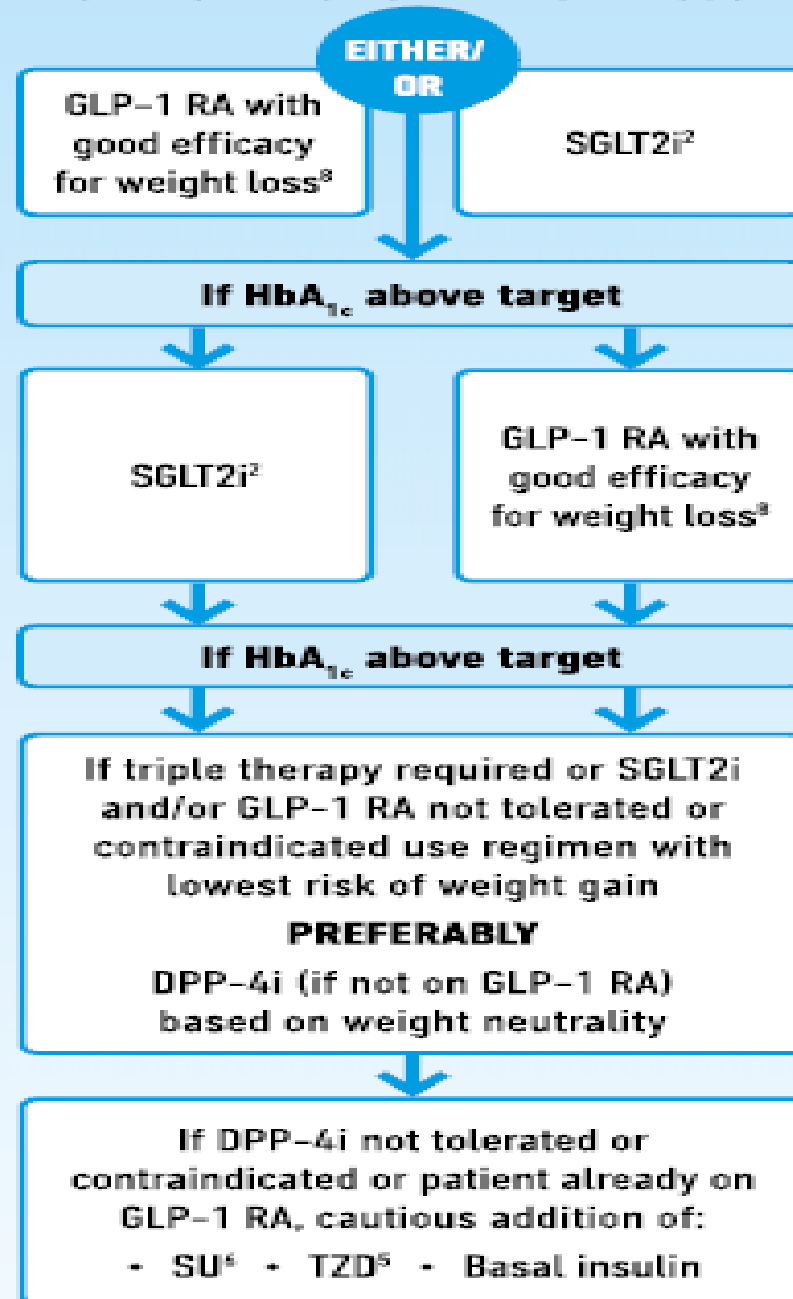 EITHER/
OR
GLP-1 RA with
good efficacy
for weight loss⁸
SGLT2i²
If HbA₁c above target
SGLT2i²
GLP-1 RA with
good efficacy
for weight loss⁸
If HbA₁c above target
If triple therapy required or SGLT2i
and/or GLP-1 RA not tolerated or
contraindicated use regimen with
lowest risk of weight gain
PREFERABLY
DPP-4i (if not on GLP-1 RA)
based on weight neutrality
If DPP-4i not tolerated or
contraindicated or patient already on
GLP-1 RA, cautious addition of:
• SU⁶ • TZD⁵ • Basal insulin